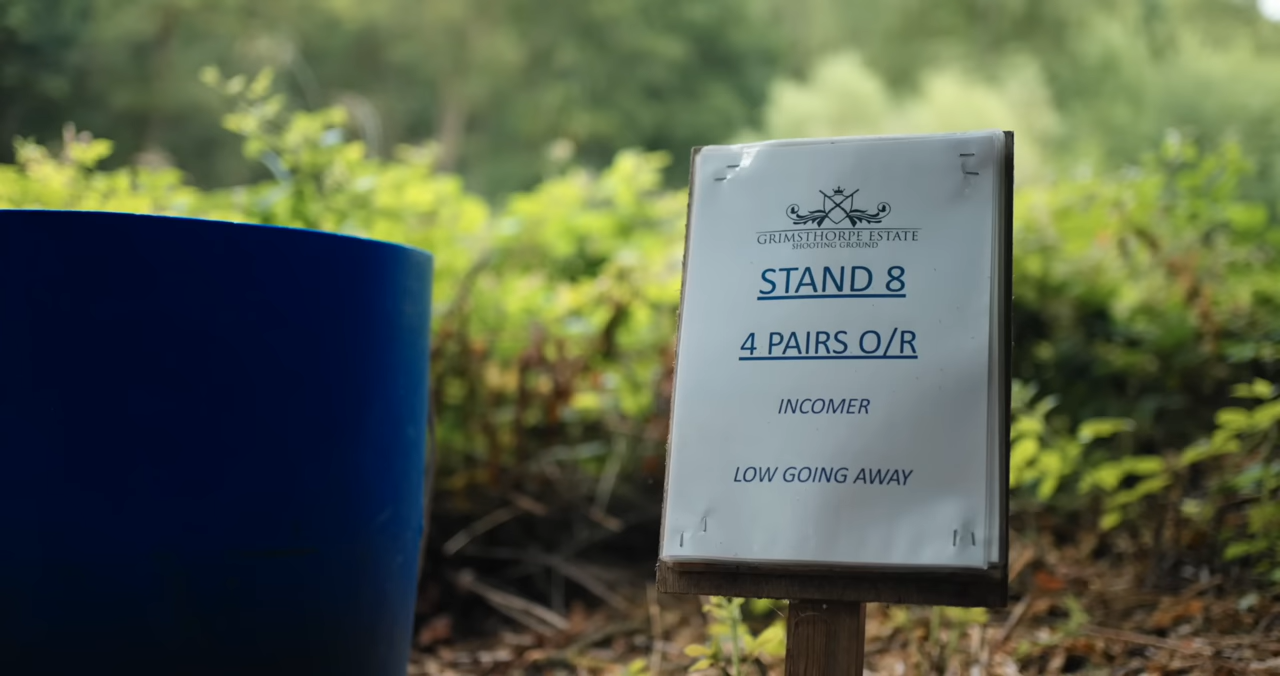 GRIMSTHORPE ESTATE
SHOOTING GROUND
STAND 8
4 PAIRS O/R
INCOMER
LOW GOING AWAY